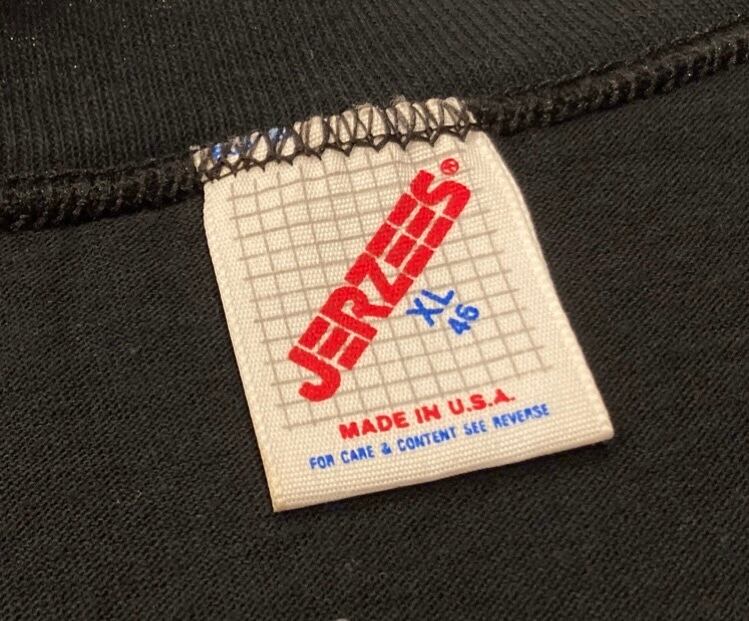 JERZEES®
XL
46
MADE IN U.S.A.
FOR CARE & CONTENT SEE REVERSE